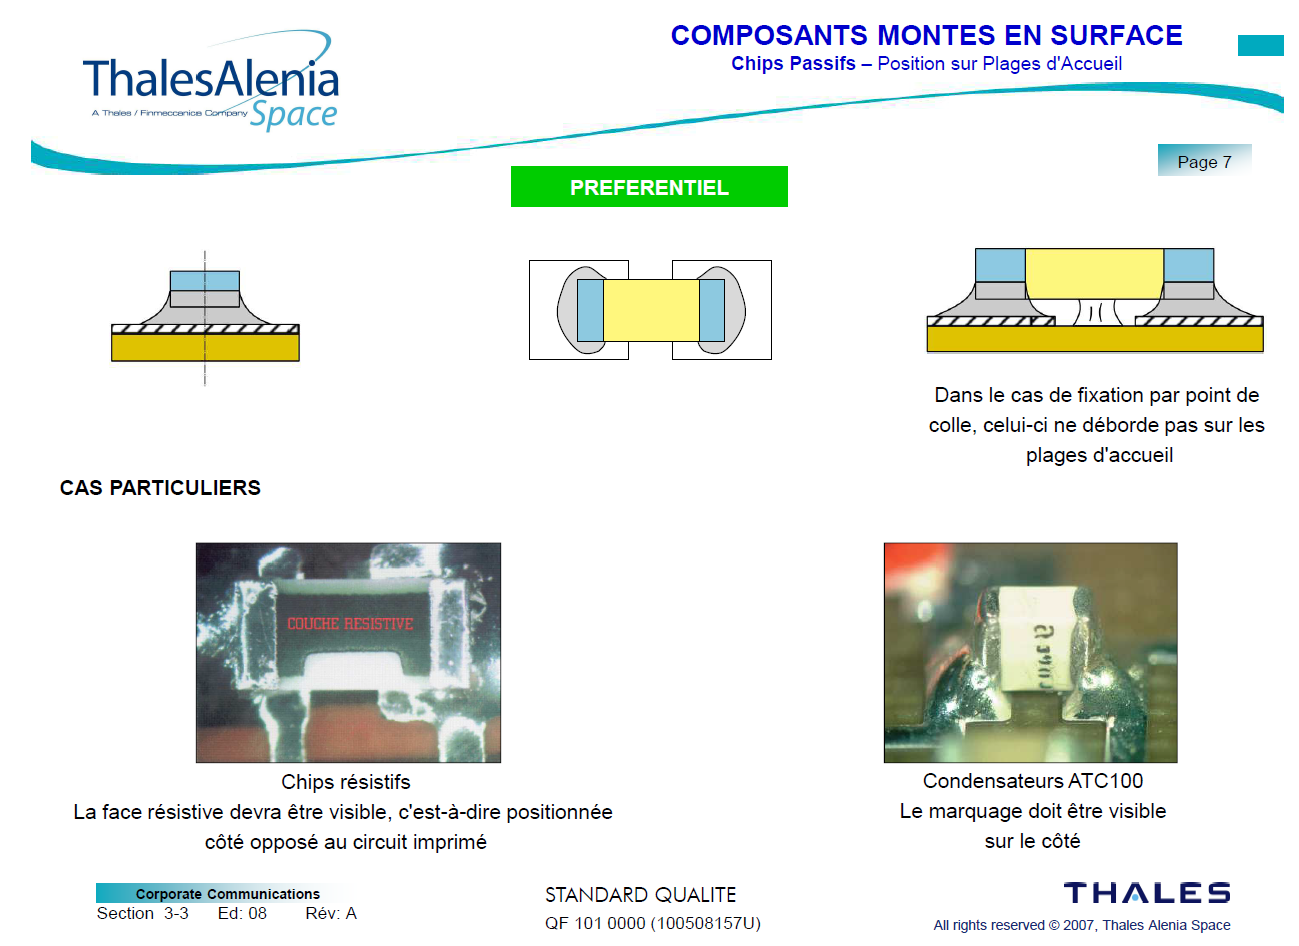 ThalesAlenia
A Thales / Finmeccanica Company
Space
COMPOSANTS MONTES EN SURFACE
Chips Passifs – Position sur Plages d'Accueil
Page 7
PREFERENTIEL
Dans le cas de fixation par point de
colle, celui-ci ne déborde pas sur les
plages d'accueil
CAS PARTICULIERS
COUCHE RESISTIVE
Chips résistifs
La face résistive devra être visible, c'est-à-dire positionnée
côté opposé au circuit imprimé
Condensateurs ATC100
Le marquage doit être visible
sur le côté
Corporate Communications
Section 3-3 Ed: 08 Rév: A
STANDARD QUALITE
QF 101 0000 (100508157U)
THALES
All rights reserved © 2007, Thales Alenia Space